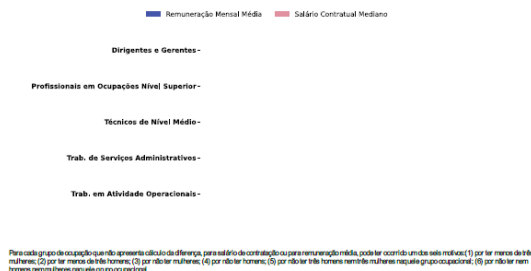 Remuneração Mensal Média Salário Contratual Mediano
Dirigentes e Gerentes
Profissionais em Ocupações Nível Superior
Técnicos de Nível Médio
Trab. de Serviços Administrativos
Trab. em Atividade Operacionais
Para cada grupo de ocupação que não apresenta cálculo da diferença, para salário de contratação ou para remuneração média, pode ter ocorrido um dos seis motivos: (1) por ter menos de três
mulheres; (2) por ter menos de três homens; (3) por não ter mulheres; (4) por não ter homens; (5) por não ter três homens nem três mulheres naquele grupo ocupacional; (6) por não ter nem
homens nem mulheres naquele grupo ocupacional.